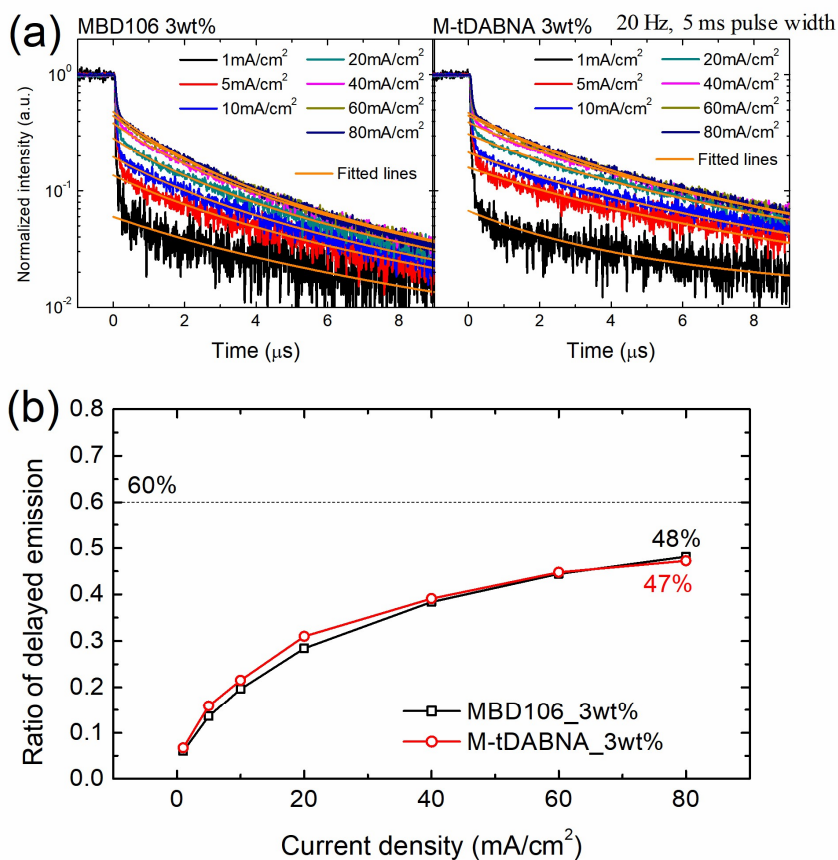 (a)
MBD106 3wt%
M-tDABNA 3wt%
20 Hz, 5 ms pulse width
Normalized intensity (a.u.)
10⁰
10⁻¹
10⁻²
1mA/cm²
5mA/cm²
10mA/cm²
20mA/cm²
40mA/cm²
60mA/cm²
80mA/cm²
Fitted lines
0 2 4 6 8
Time (μs)
1mA/cm²
5mA/cm²
10mA/cm²
20mA/cm²
40mA/cm²
60mA/cm²
80mA/cm²
Fitted lines
0 2 4 6 8
Time (μs)
(b)
Ratio of delayed emission
0.8
0.7
0.6
0.5
0.4
0.3
0.2
0.1
0.0
60%
48%
47%
MBD106_3wt%
M-tDABNA_3wt%
0 20 40 60 80
Current density (mA/cm²)